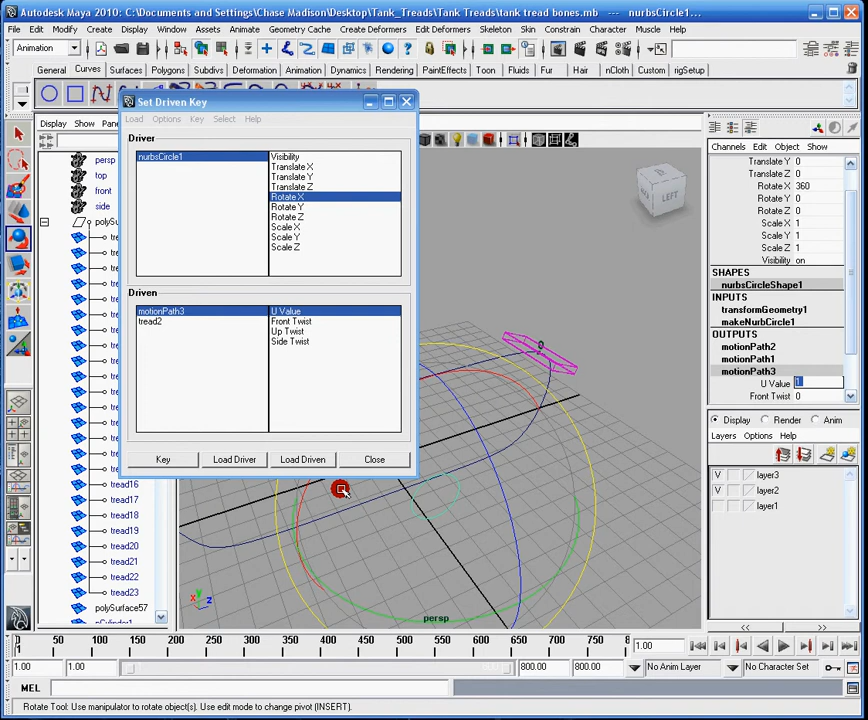 Autodesk Maya 2010: C:\Documents and Settings\Chase Madison\Desktop\Tank_Treads\Tank Treads\tank tread bones.mb --- nurbsCircle1...
File Edit Modify Create Display Window Assets Animate Geometry Cache Create Deformers Edit Deformers Skeleton Skin Constrain Character Muscle Help
Animation
General Curves Surfaces Polygons Subdivs Deformation Animation Dynamics Rendering PaintEffects Toon Fluids Fur Hair nCloth Custom rigSetup
Display Show
Set Driven Key
Load Options Key Select Help
Driver
nurbsCircle1
Visibility
Translate X
Translate Y
Translate Z
Rotate X
Rotate Y
Rotate Z
Scale X
Scale Y
Scale Z
Driven
motionPath3
tread2
U Value
Front Twist
Up Twist
Side Twist
Key Load Driver Load Driven Close
persp
top
front
side
tread16
tread17
tread18
tread19
tread20
tread21
tread22
tread23
polySurface57
LEFT
persp
y
x z
Channels Edit Object Show
Translate Y 0
Translate Z 0
Rotate X 360
Rotate Y 0
Rotate Z 0
Scale X 1
Scale Y 1
Scale Z 1
Visibility on
SHAPES
nurbsCircleShape1
INPUTS
transformGeometry1
makeNurbCircle1
OUTPUTS
motionPath2
motionPath1
motionPath3
U Value 1
Front Twist 0
Display Render Anim
Layers Options Help
V layer3
V layer2
layer1
1 50 100 150 200 250 300 350 400 450 500 550 600 650 700 750
1.00
1.00 1.00 800.00 800.00 No Anim Layer No Character Set
MEL
Rotate Tool: Use manipulator to rotate object(s). Use edit mode to change pivot (INSERT).